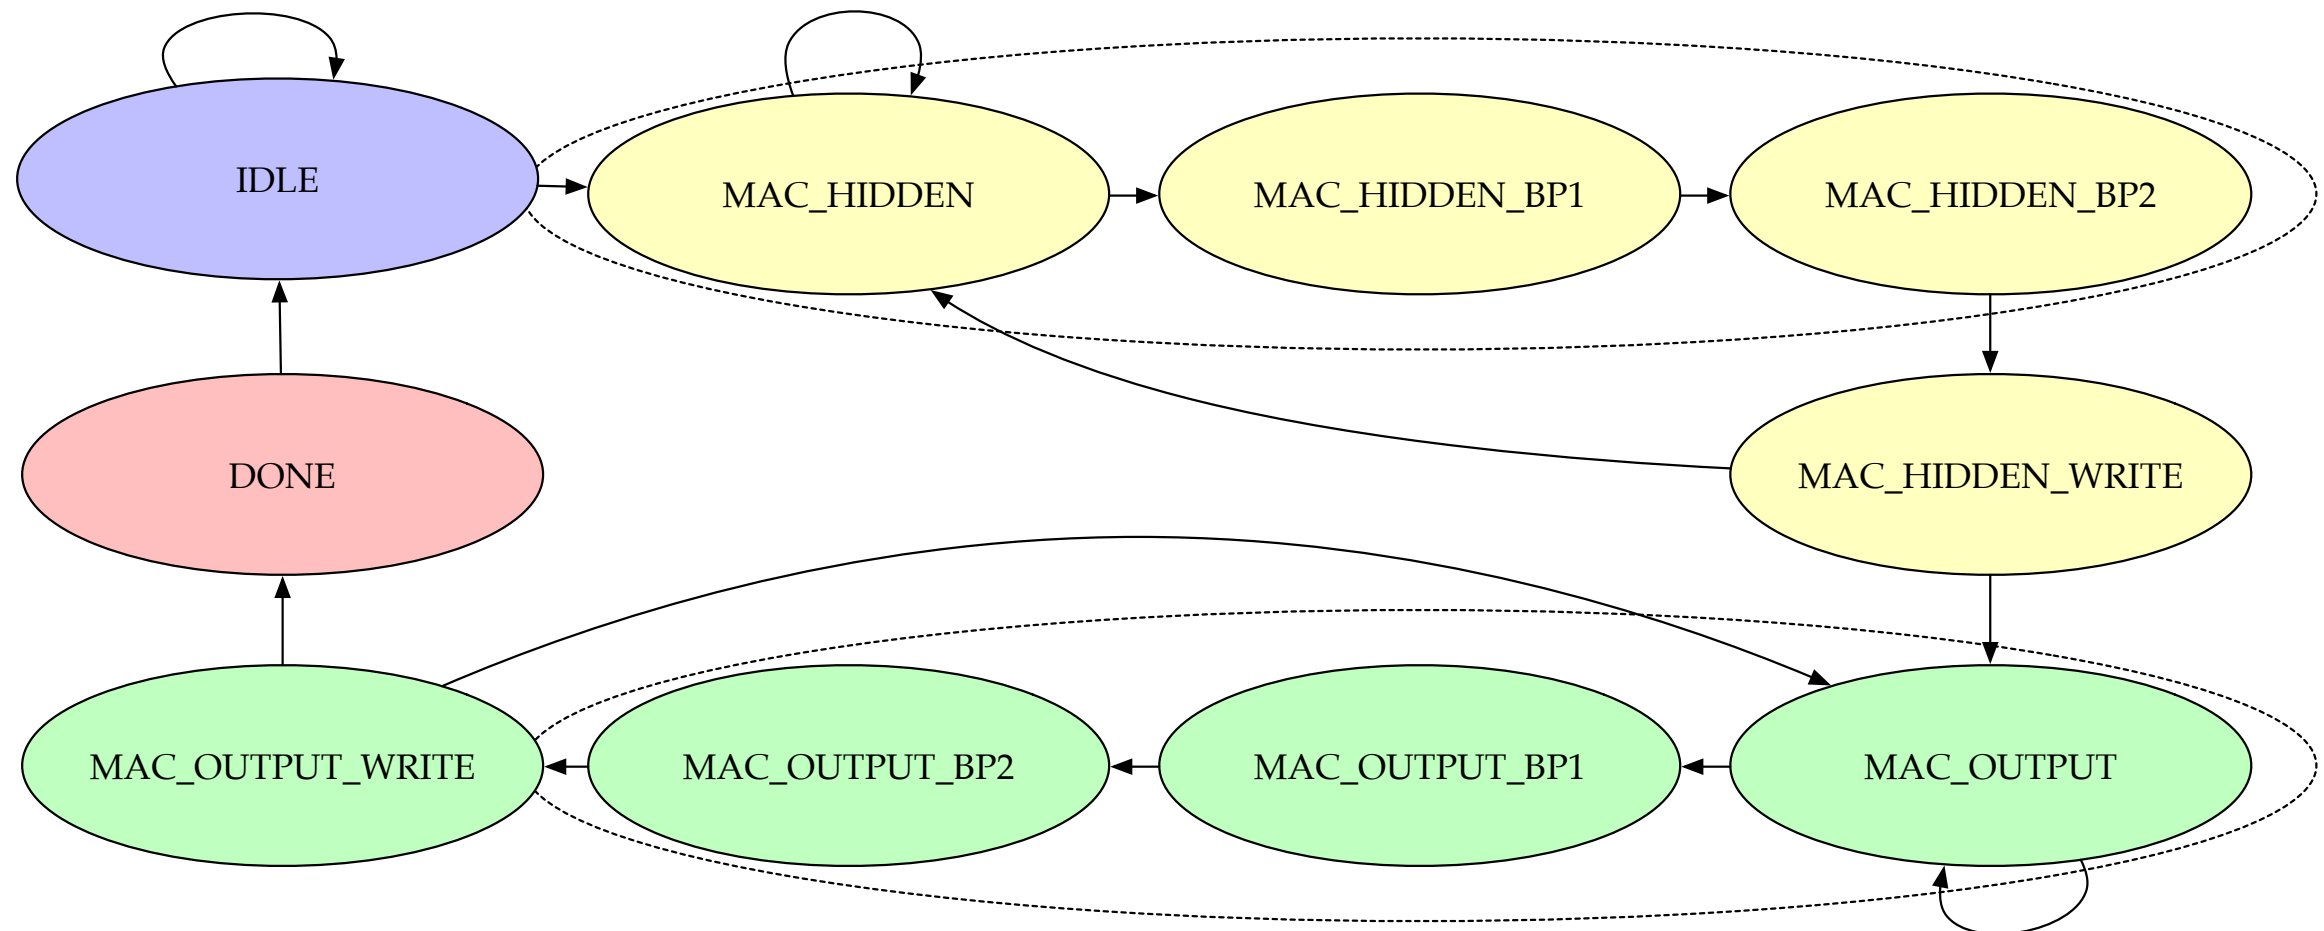 IDLE
MAC_HIDDEN
MAC_HIDDEN_BP1
MAC_HIDDEN_BP2
DONE
MAC_HIDDEN_WRITE
MAC_OUTPUT_WRITE
MAC_OUTPUT_BP2
MAC_OUTPUT_BP1
MAC_OUTPUT